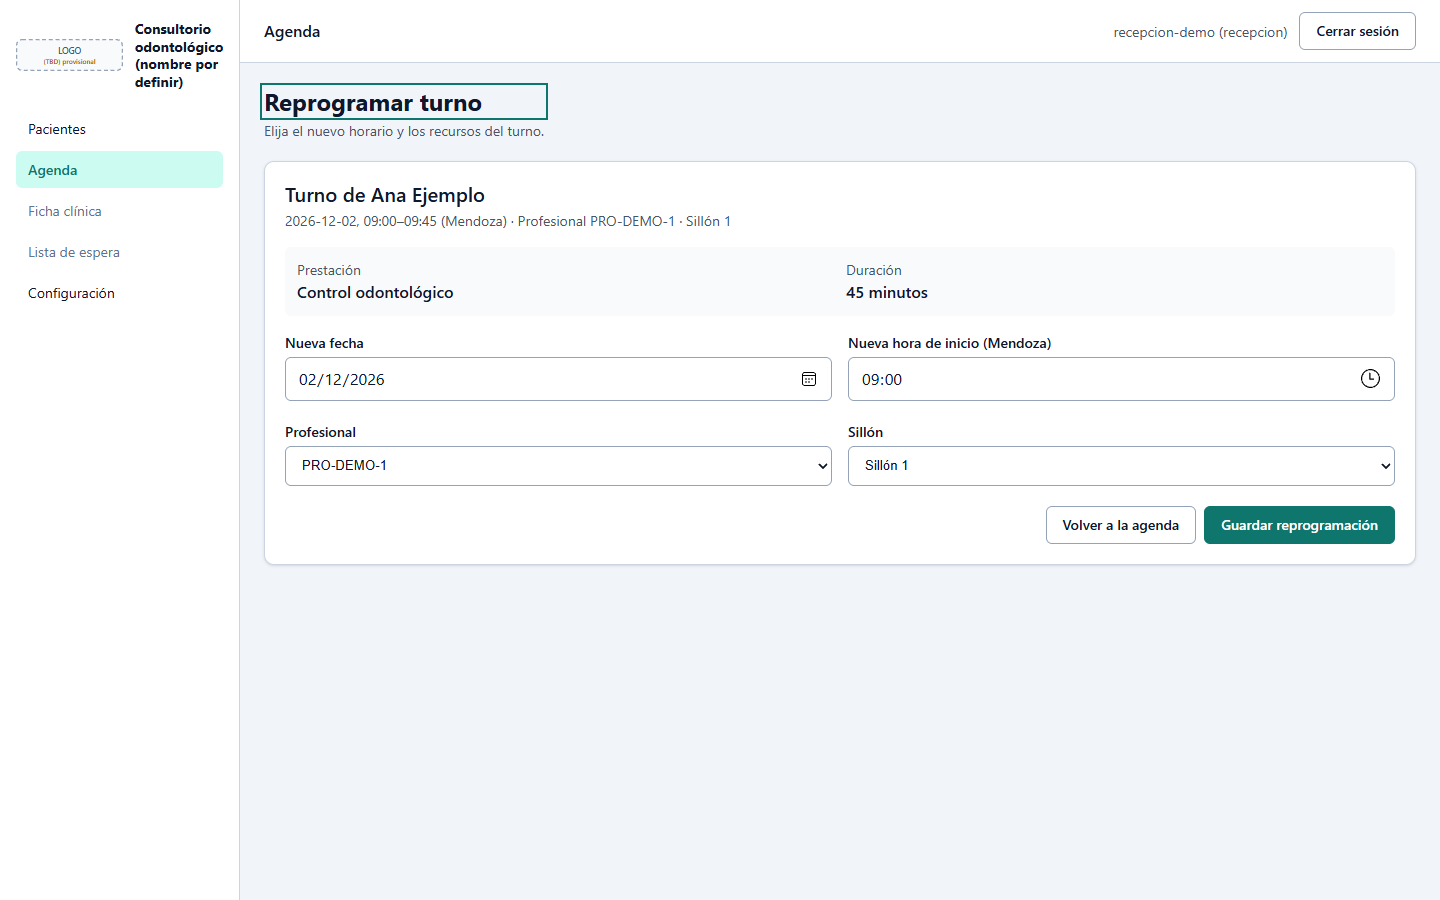 LOGO
(TBD) provisional
Consultorio
odontológico
(nombre por
definir)
Pacientes
Agenda
Ficha clínica
Lista de espera
Configuración
Agenda
recepcion-demo (recepcion)
Cerrar sesión
Reprogramar turno
Elija el nuevo horario y los recursos del turno.
Turno de Ana Ejemplo
2026-12-02, 09:00–09:45 (Mendoza) · Profesional PRO-DEMO-1 · Sillón 1
Prestación
Control odontológico
Duración
45 minutos
Nueva fecha
02/12/2026
Nueva hora de inicio (Mendoza)
09:00
Profesional
PRO-DEMO-1
Sillón
Sillón 1
Volver a la agenda
Guardar reprogramación